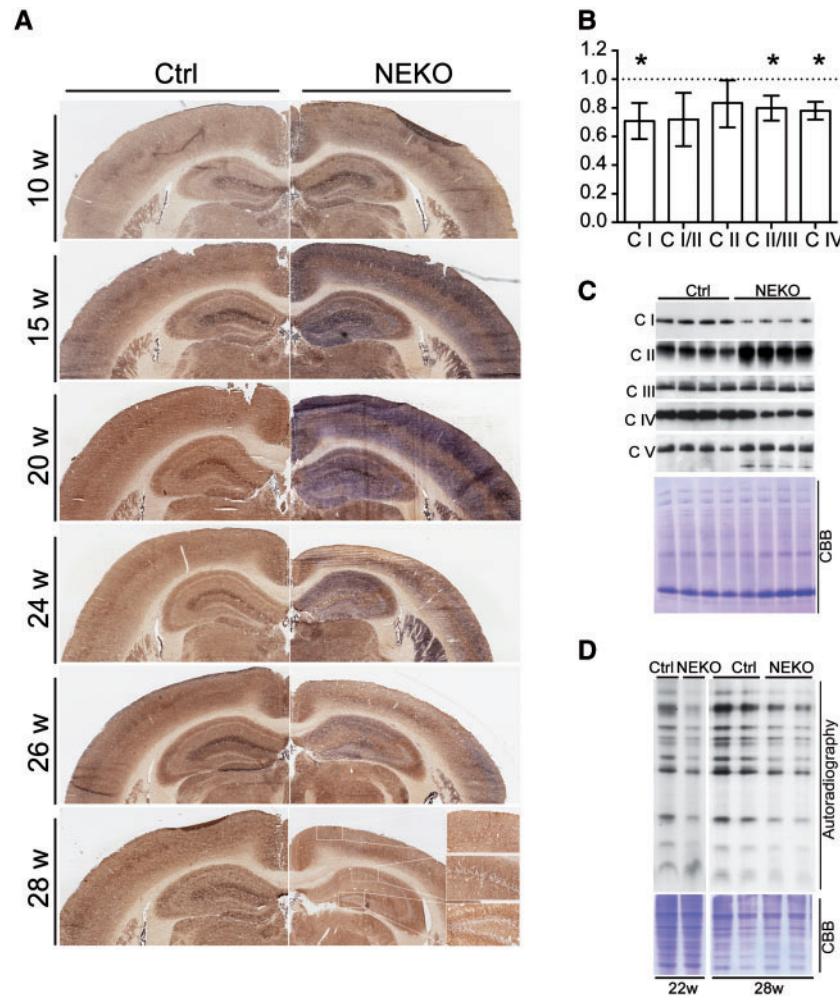 A
Ctrl NEKO
10 w
15 w
20 w
24 w
26 w
28 w
B
* * *
1.2
1.0
0.8
0.6
0.4
0.2
0.0
C I C I/II C II C II/III C IV
C
Ctrl NEKO
C I
C II
C III
C IV
C V
CBB
D
Ctrl NEKO Ctrl NEKO
Autoradiography
CBB
22w 28w